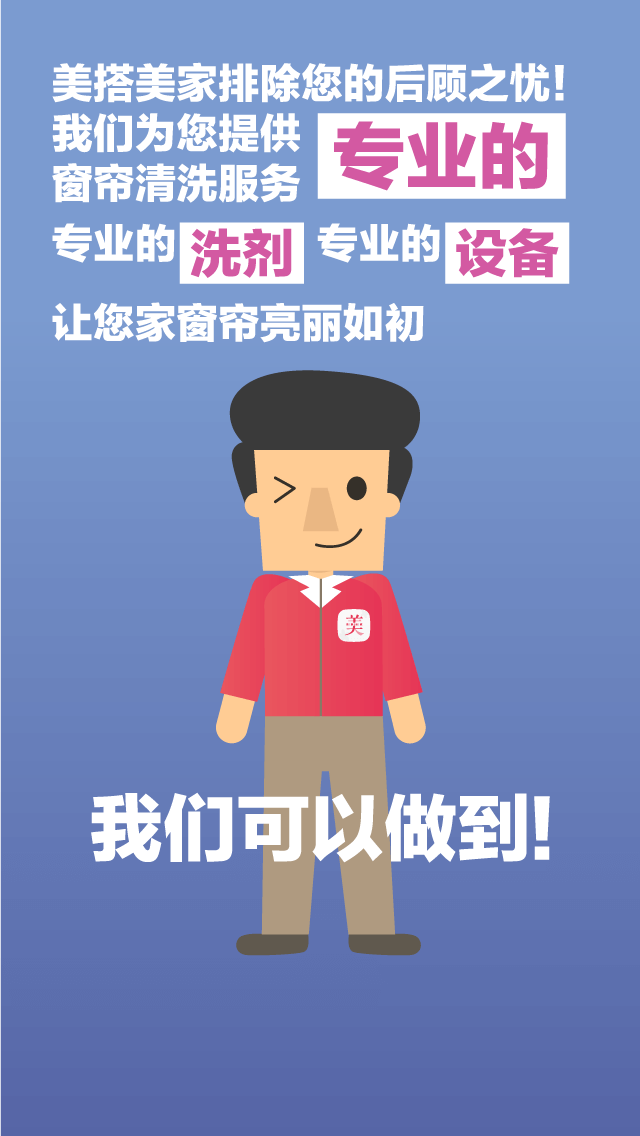 美搭美家排除您的后顾之忧!
我们为您提供
窗帘清洗服务
专业的
专业的 洗剂 专业的 设备
让您家窗帘亮丽如初
美
我们可以做到!